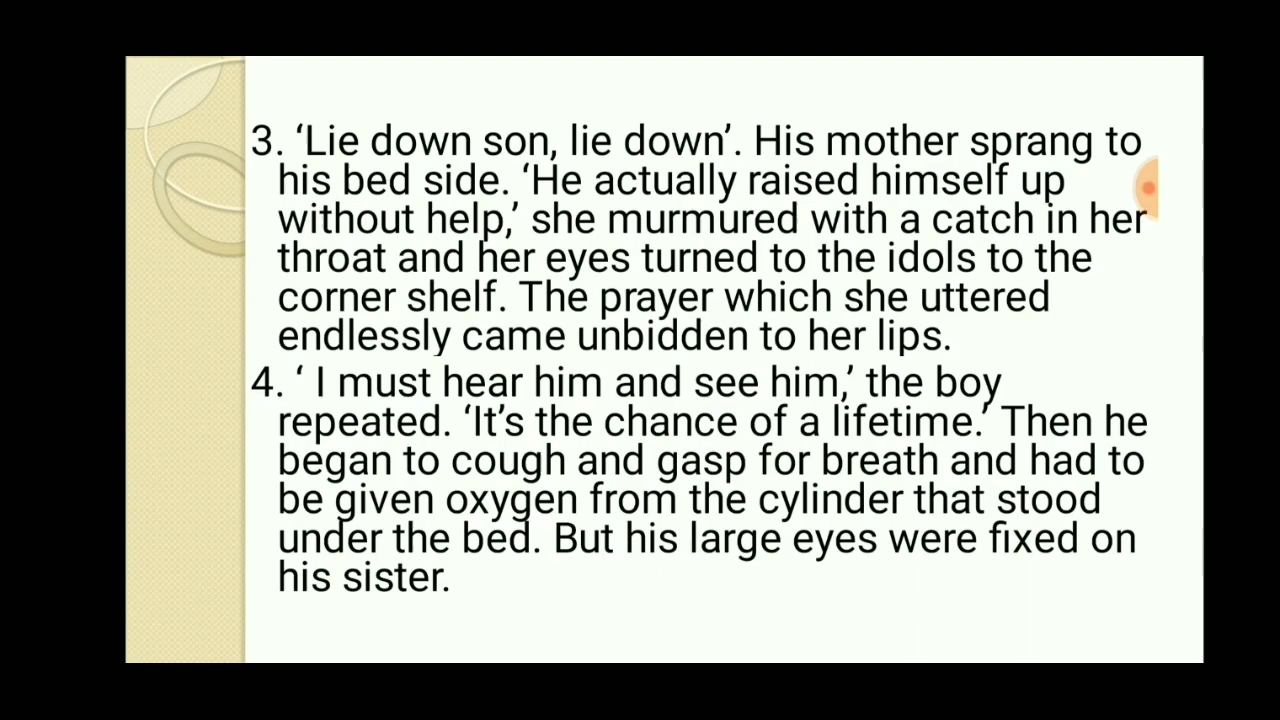 3. ‘Lie down son, lie down’. His mother sprang to
his bed side. ‘He actually raised himself up
without help,’ she murmured with a catch in her
throat and her eyes turned to the idols to the
corner shelf. The prayer which she uttered
endlessly came unbidden to her lips.
4. ‘ I must hear him and see him,’ the boy
repeated. ‘It’s the chance of a lifetime.’ Then he
began to cough and gasp for breath and had to
be given oxygen from the cylinder that stood
under the bed. But his large eyes were fixed on
his sister.